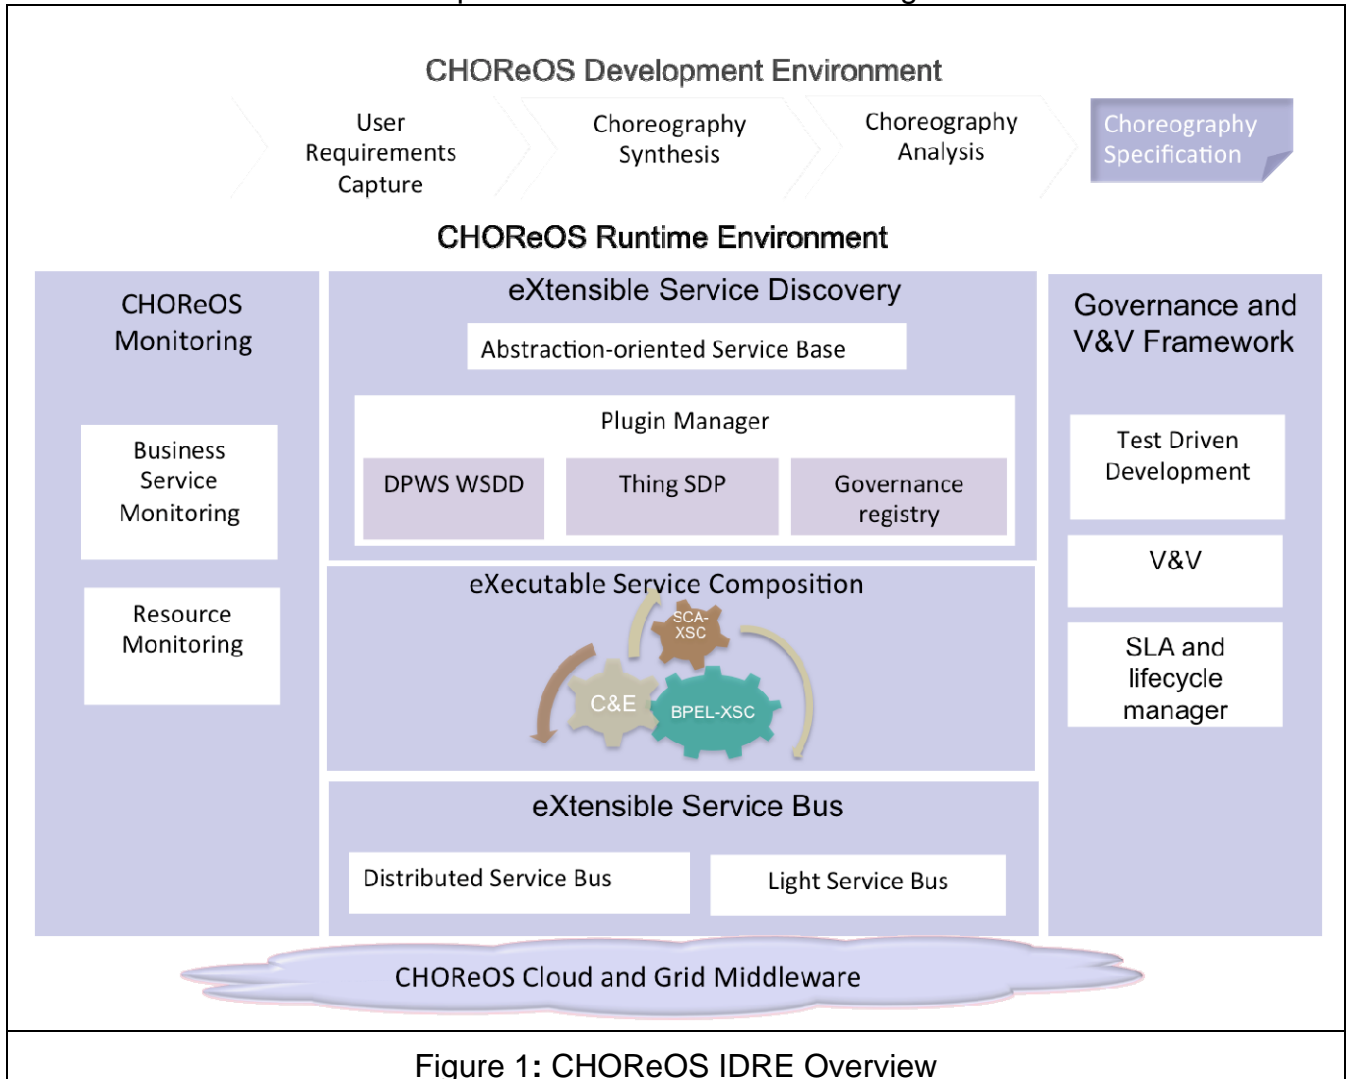 CHOReOS Development Environment
User
Requirements
Capture
Choreography
Synthesis
Choreography
Analysis
Choreography
Specification
CHOReOS Runtime Environment
CHOReOS
Monitoring
Business
Service
Monitoring
Resource
Monitoring
eXtensible Service Discovery
Abstraction-oriented Service Base
Plugin Manager
DPWS WSDD
Thing SDP
Governance
registry
eXecutable Service Composition
SCA-
XSC
C&E
BPEL-XSC
eXtensible Service Bus
Distributed Service Bus
Light Service Bus
Governance and
V&V Framework
Test Driven
Development
V&V
SLA and
lifecycle
manager
CHOReOS Cloud and Grid Middleware
Figure 1: CHOReOS IDRE Overview